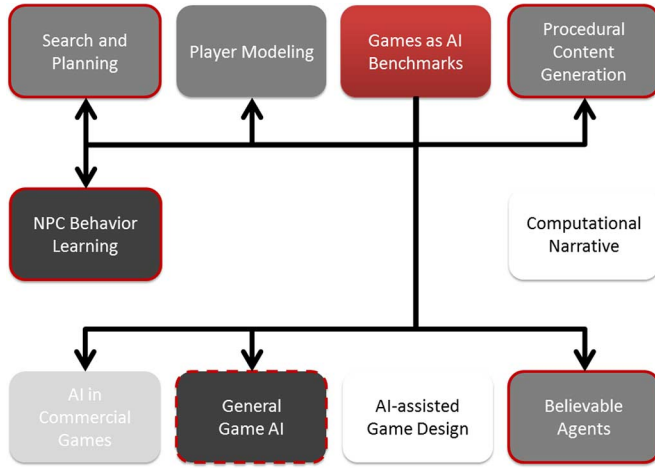 Search and
Planning
Player Modeling
Games as AI
Benchmarks
Procedural
Content
Generation
NPC Behavior
Learning
Computational
Narrative
AI in
Commercial
Games
General
Game AI
AI-assisted
Game Design
Believable
Agents